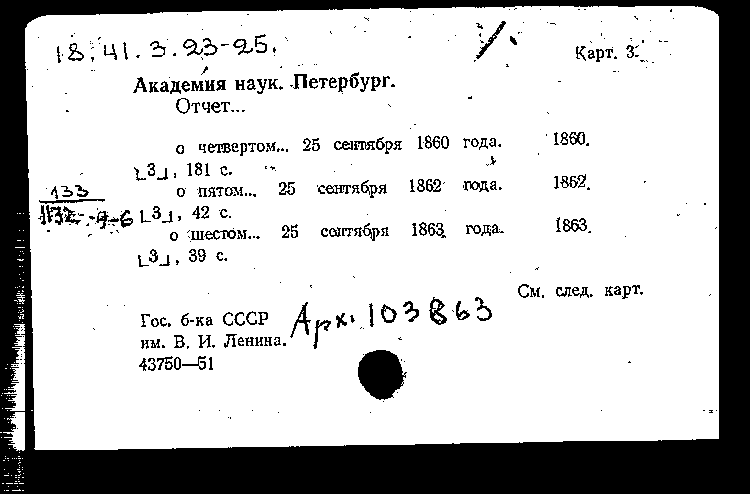 18.41.3.23-25.
Карт. 3.
Академия наук. Петербург.
Отчет...
о четвертом... 25 сентября 1860 года. 1860.
[3], 181 с.
о пятом... 25 сентября 1862 года. 1862.
133
[3], 42 с.
о шестом... 25 сентября 1863 года. 1863.
[3], 39 с.
См. след. карт.
Гос. б-ка СССР
им. В. И. Ленина.
43750—51
Арх. 103863